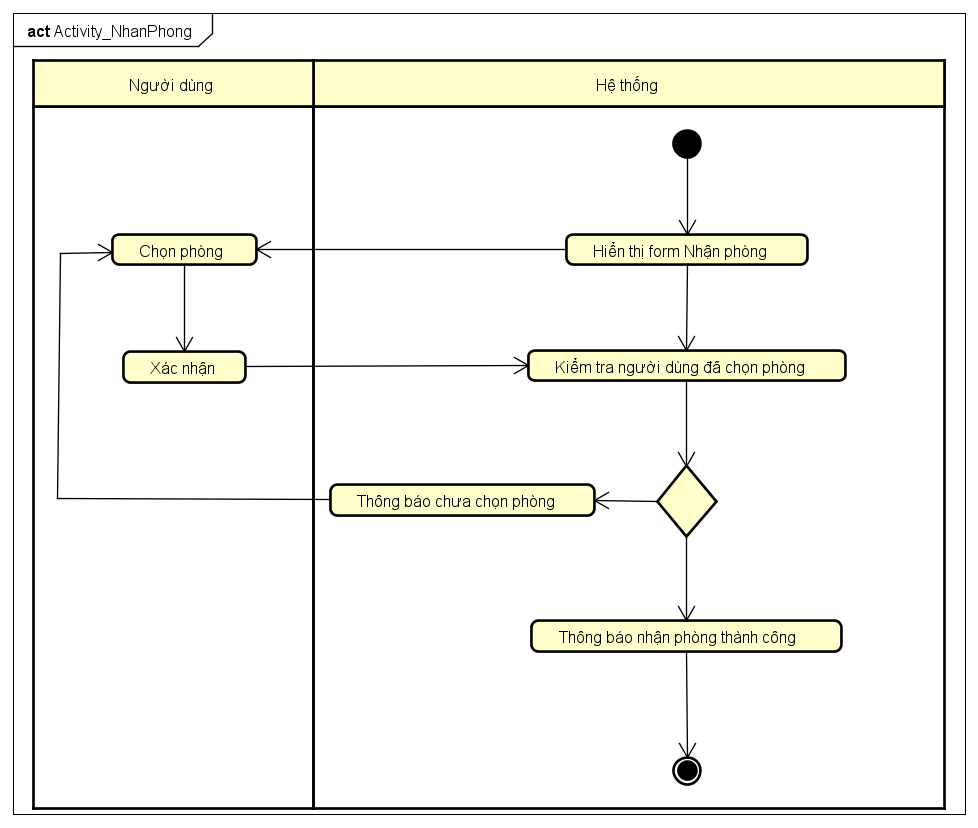 act Activity_NhanPhong
Người dùng
Hệ thống
Chọn phòng
Hiển thị form Nhận phòng
Xác nhận
Kiểm tra người dùng đã chọn phòng
Thông báo chưa chọn phòng
Thông báo nhận phòng thành công